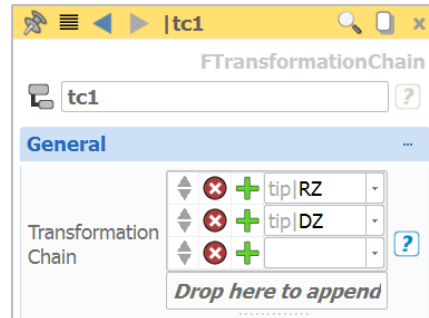 |tc1
FTransformationChain
tc1 ?
General ...
tip|RZ
Transformation Chain
tip|DZ
?
Drop here to append